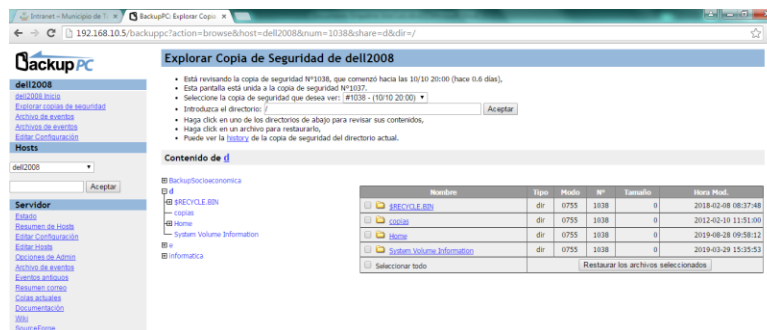 Intranet – Municipio de T
BackupPC: Explorar Copia
192.168.10.5/backuppc?action=browse&host=dell2008&num=1038&share=d&dir=/
BackupPC
dell2008
dell2008 Inicio
Explorar copias de seguridad
Archivo de eventos
Archivos de eventos
Editar Configuración
Hosts
dell2008
Aceptar
Servidor
Estado
Resumen de Hosts
Editar Configuración
Editar Hosts
Opciones de Admin
Archivo de eventos
Eventos antiguos
Resumen correo
Colas actuales
Documentación
Wiki
SourceForge
Explorar Copia de Seguridad de dell2008
Está revisando la copia de seguridad Nº1038, que comenzó hacia las 10/10 20:00 (hace 0.6 días),
Esta pantalla está unida a la copia de seguridad Nº1037.
Seleccione la copia de seguridad que desea ver: #1038 - (10/10 20:00)
Introduzca el directorio: / Aceptar
Haga click en uno de los directorios de abajo para revisar sus contenidos,
Haga click en un archivo para restaurarlo,
Puede ver la history de la copia de seguridad del directorio actual.
Contenido de d
BackupSocioeconomica
d
$RECYCLE.BIN
copias
Home
System Volume Information
e
informatica
Nombre Tipo Modo Nº Tamaño Hora Mod.
$RECYCLE.BIN dir 0755 1038 0 2018-02-08 08:37:48
copias dir 0755 1038 0 2012-02-10 11:51:00
Home dir 0755 1038 0 2019-08-28 09:58:12
System Volume Information dir 0755 1038 0 2019-03-29 15:35:53
Seleccionar todo Restaurar los archivos seleccionados